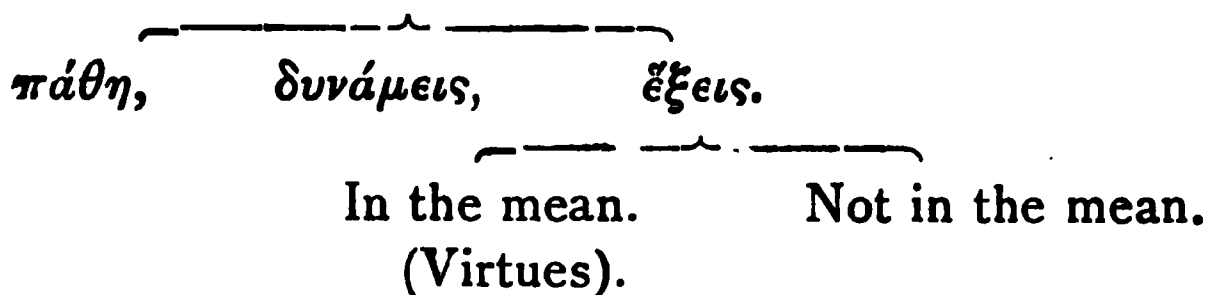 πάθη, δυνάμεις, ἕξεις.
In the mean. Not in the mean.
(Virtues).